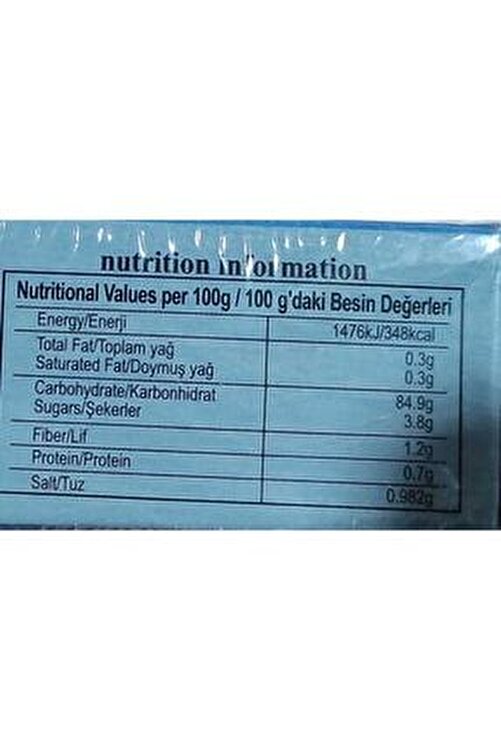 nutrition information
Nutritional Values per 100g / 100 g'daki Besin Değerleri
Energy/Enerji 1476kJ/348kcal
Total Fat/Toplam yağ 0.3g
Saturated Fat/Doymuş yağ 0.3g
Carbohydrate/Karbonhidrat 84.9g
Sugars/Şekerler 3.8g
Fiber/Lif 1.2g
Protein/Protein 0.7g
Salt/Tuz 0.982g